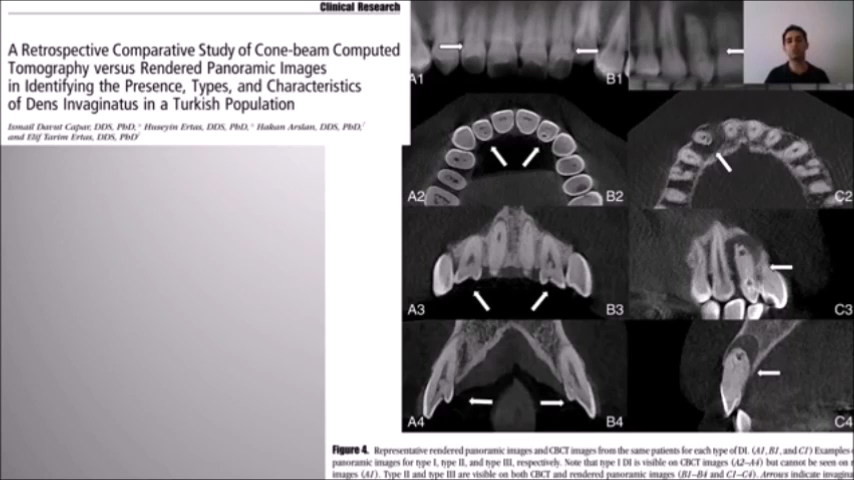 Clinical Research
A Retrospective Comparative Study of Cone-beam Computed
Tomography versus Rendered Panoramic Images
in Identifying the Presence, Types, and Characteristics
of Dens Invaginatus in a Turkish Population
Ismail Davut Capar, DDS, PhD, Huseyin Ertas, DDS, PhD, Hakan Arslan, DDS, PhD,
and Elif Tarim Ertas, DDS, PhD
A1
B1
A2
B2
C2
A3
B3
C3
A4
B4
C4
Figure 4. Representative rendered panoramic images and CBCT images from the same patients for each type of DI. (A1, B1, and C1) Examples
panoramic images for type I, type II, and type III, respectively. Note that type I DI is visible on CBCT images (A2–A4) but cannot be seen on
images (A1). Type II and type III are visible on both CBCT and rendered panoramic images (B1–B4 and C1–C4). Arrows indicate